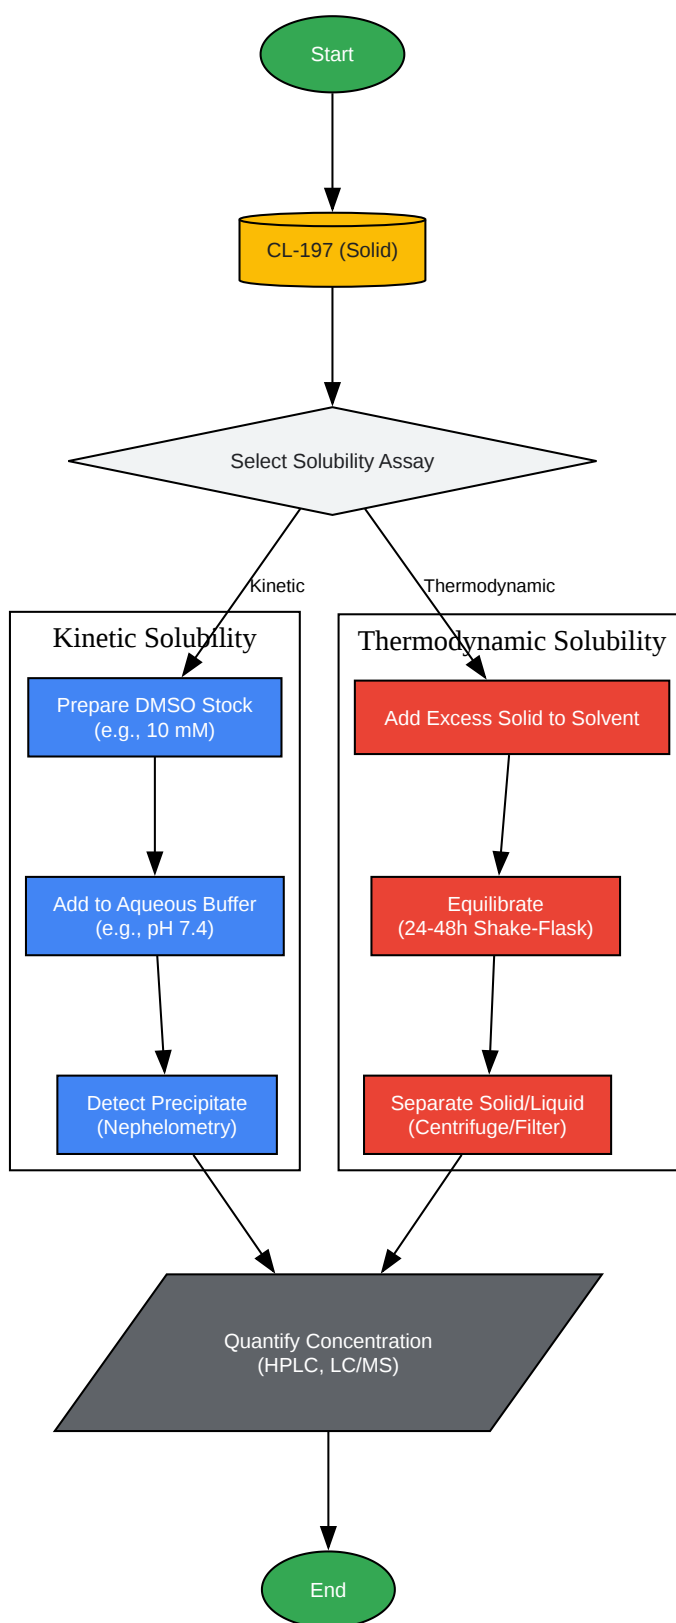 Start
CL-197 (Solid)
Select Solubility Assay
Kinetic
Thermodynamic
Kinetic Solubility
Prepare DMSO Stock
(e.g., 10 mM)
Add to Aqueous Buffer
(e.g., pH 7.4)
Detect Precipitate
(Nephelometry)
Thermodynamic Solubility
Add Excess Solid to Solvent
Equilibrate
(24-48h Shake-Flask)
Separate Solid/Liquid
(Centrifuge/Filter)
Quantify Concentration
(HPLC, LC/MS)
End